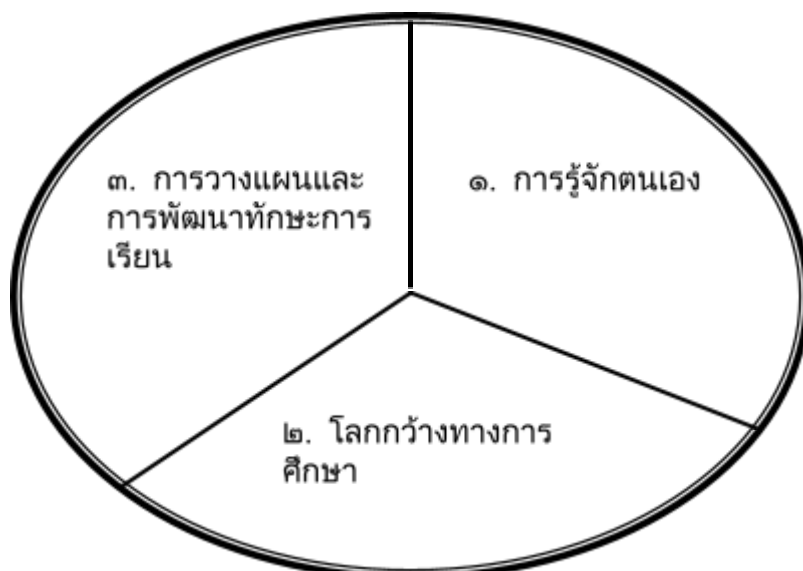 ๑. การรู้จักตนเอง
๒. โลกกว้างทางการ
ศึกษา
๓. การวางแผนและ
การพัฒนาทักษะการ
เรียน